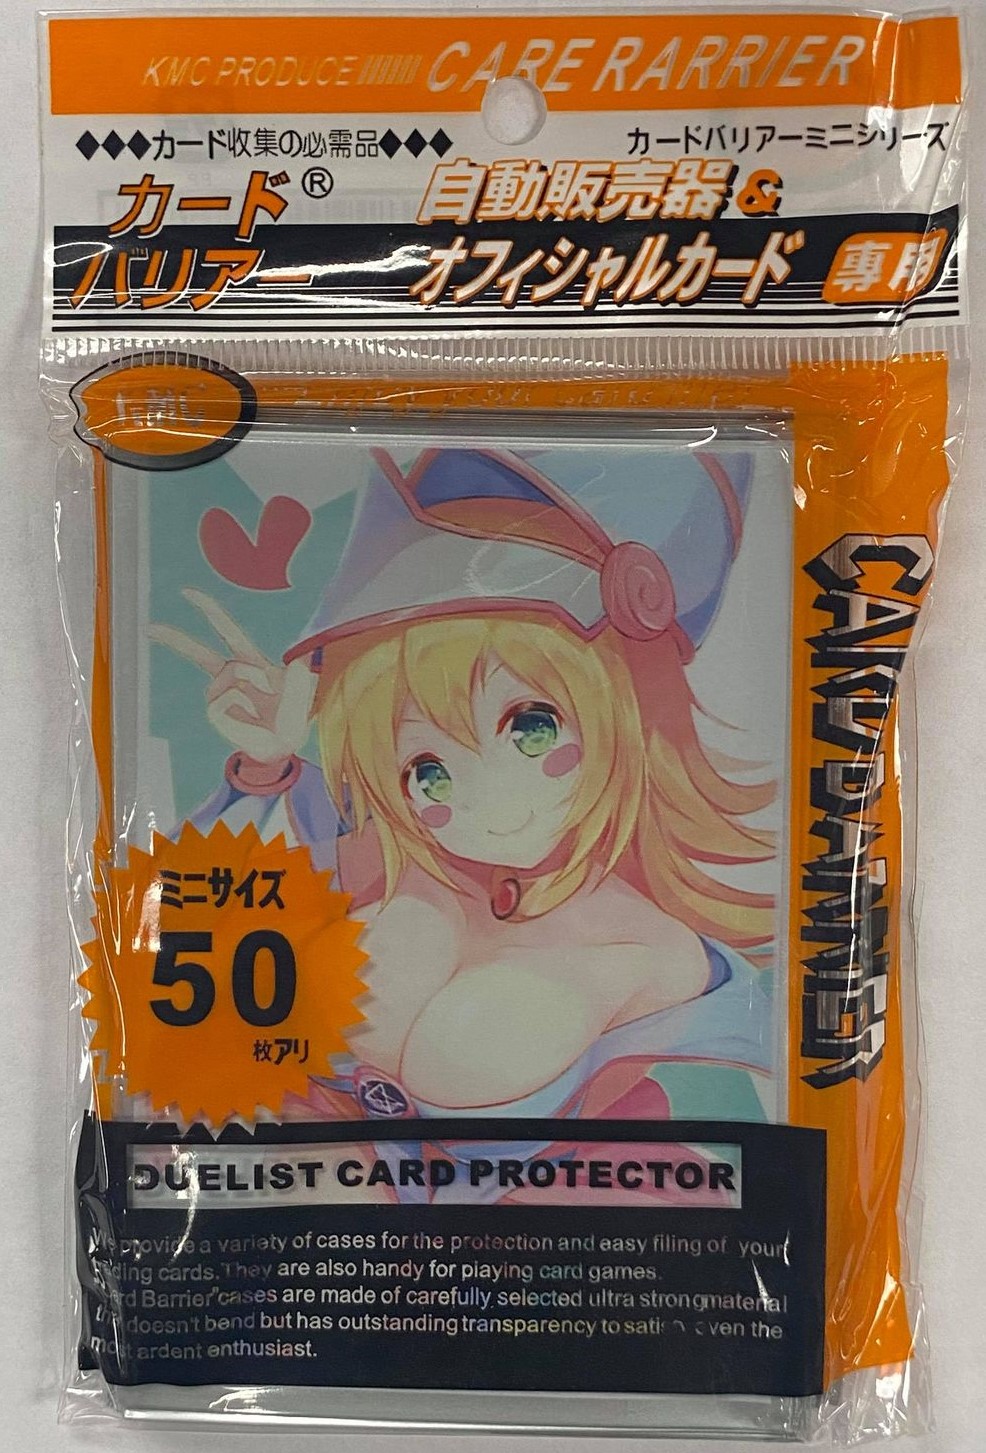 KMC PRODUCE CARE RARRIER
◆◆◆カード収集の必需品◆◆◆
カードバリアーミニシリーズ
カード®
バリアー
自動販売器&
オフィシャルカード 専用
ミニサイズ
50
枚アリ
DUELIST CARD PROTECTOR
We provide a variety of cases for the protection and easy filing of your
trading cards. They are also handy for playing card games.
Barrier"cases are made of carefully selected ultra strong material
doesn't bend but has outstanding transparency to even the
most ardent enthusiast.